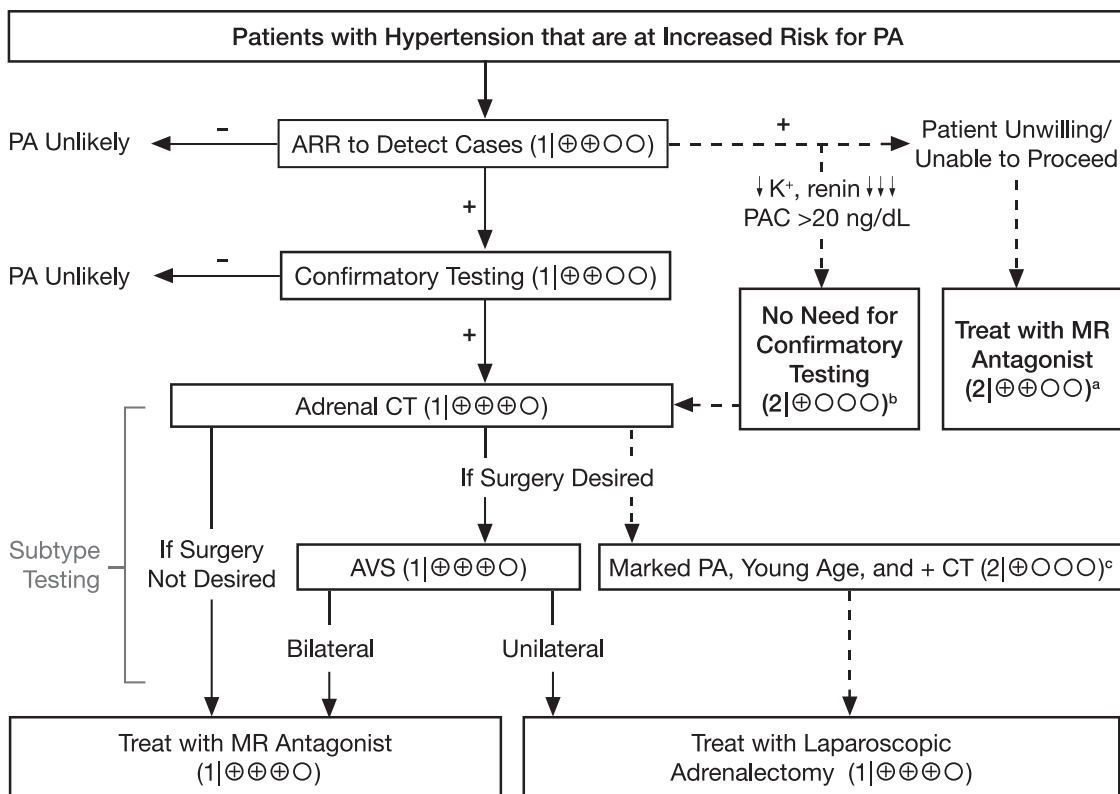 Patients with Hypertension that are at Increased Risk for PA
PA Unlikely
–
ARR to Detect Cases (1|⊕⊕○○)
+
Patient Unwilling/
Unable to Proceed
↓ K⁺, renin ↓↓↓
PAC >20 ng/dL
+
PA Unlikely
–
Confirmatory Testing (1|⊕⊕○○)
+
No Need for
Confirmatory
Testing
(2|⊕○○○)ᵇ
Treat with MR
Antagonist
(2|⊕⊕○○)ᵃ
Adrenal CT (1|⊕⊕⊕○)
If Surgery Desired
Subtype
Testing
If Surgery
Not Desired
AVS (1|⊕⊕⊕○)
Marked PA, Young Age, and + CT (2|⊕○○○)ᶜ
Bilateral
Unilateral
Treat with MR Antagonist
(1|⊕⊕⊕○)
Treat with Laparoscopic
Adrenalectomy (1|⊕⊕⊕○)